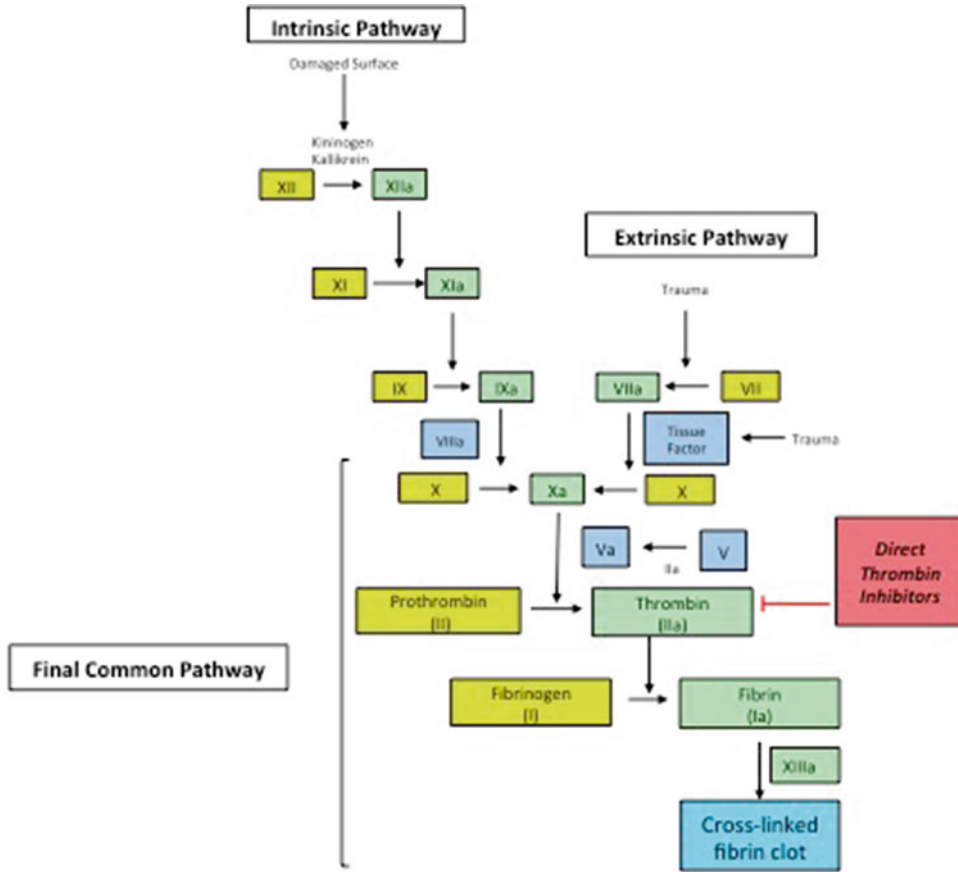 Intrinsic Pathway
Damaged Surface
Kininogen
Kallikrein
XII
XIIa
Extrinsic Pathway
XI
XIa
Trauma
IX
IXa
VIIa
VII
VIIIa
Tissue
Factor
Trauma
X
Xa
X
Va
V
IIa
Direct
Thrombin
Inhibitors
Prothrombin
(II)
Thrombin
(IIa)
Final Common Pathway
Fibrinogen
(I)
Fibrin
(Ia)
XIIIa
Cross-linked
fibrin clot